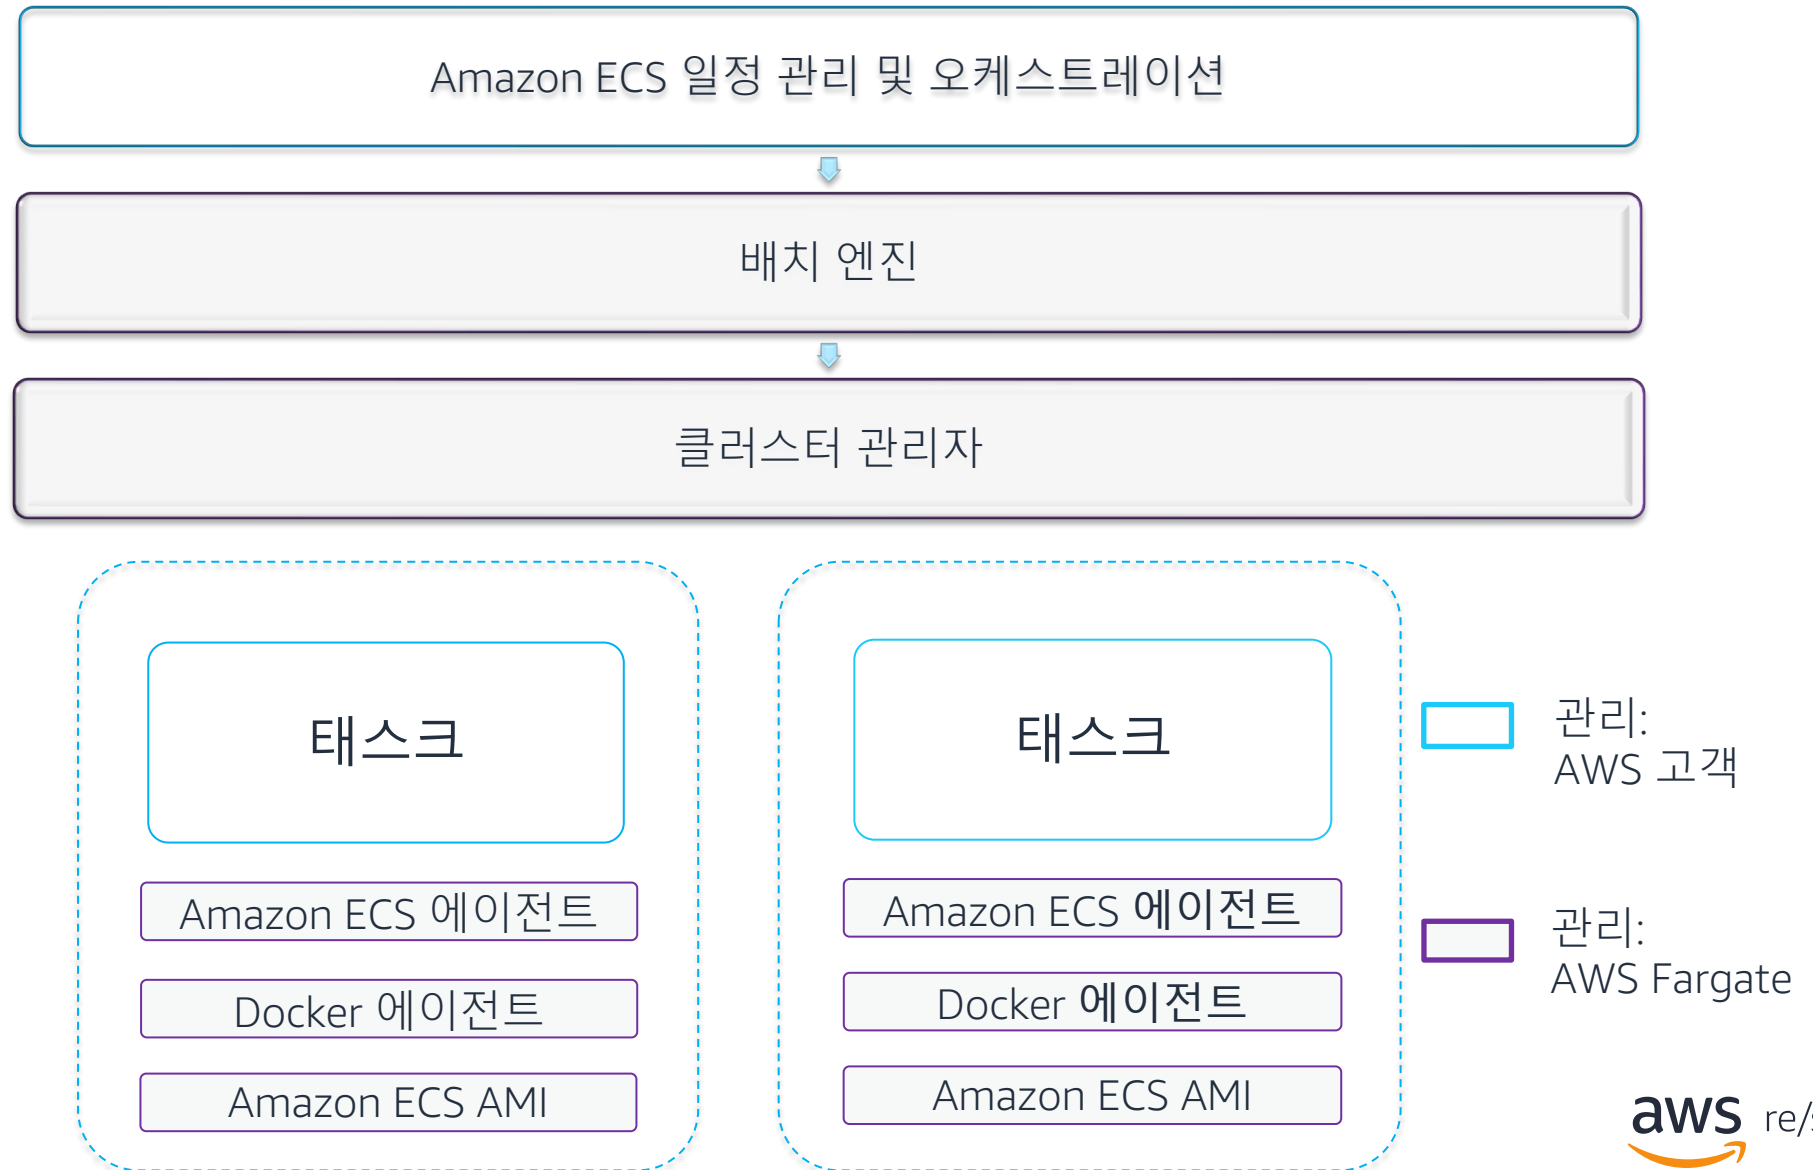 Amazon ECS 일정 관리 및 오케스트레이션
배치 엔진
클러스터 관리자
태스크
Amazon ECS 에이전트
Docker 에이전트
Amazon ECS AMI
태스크
Amazon ECS 에이전트
Docker 에이전트
Amazon ECS AMI
관리:
AWS 고객
관리:
AWS Fargate
aws re/